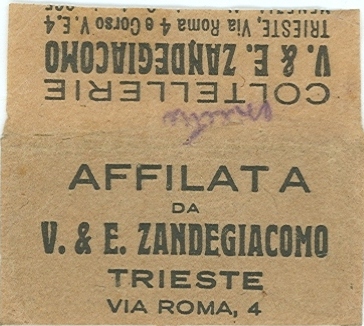 COLTELLERIE
V. & E. ZANDEGIACOMO
TRIESTE, Via Roma 4 e Corso V.E. 4
AFFILATA
DA
V. & E. ZANDEGIACOMO
TRIESTE
VIA ROMA, 4